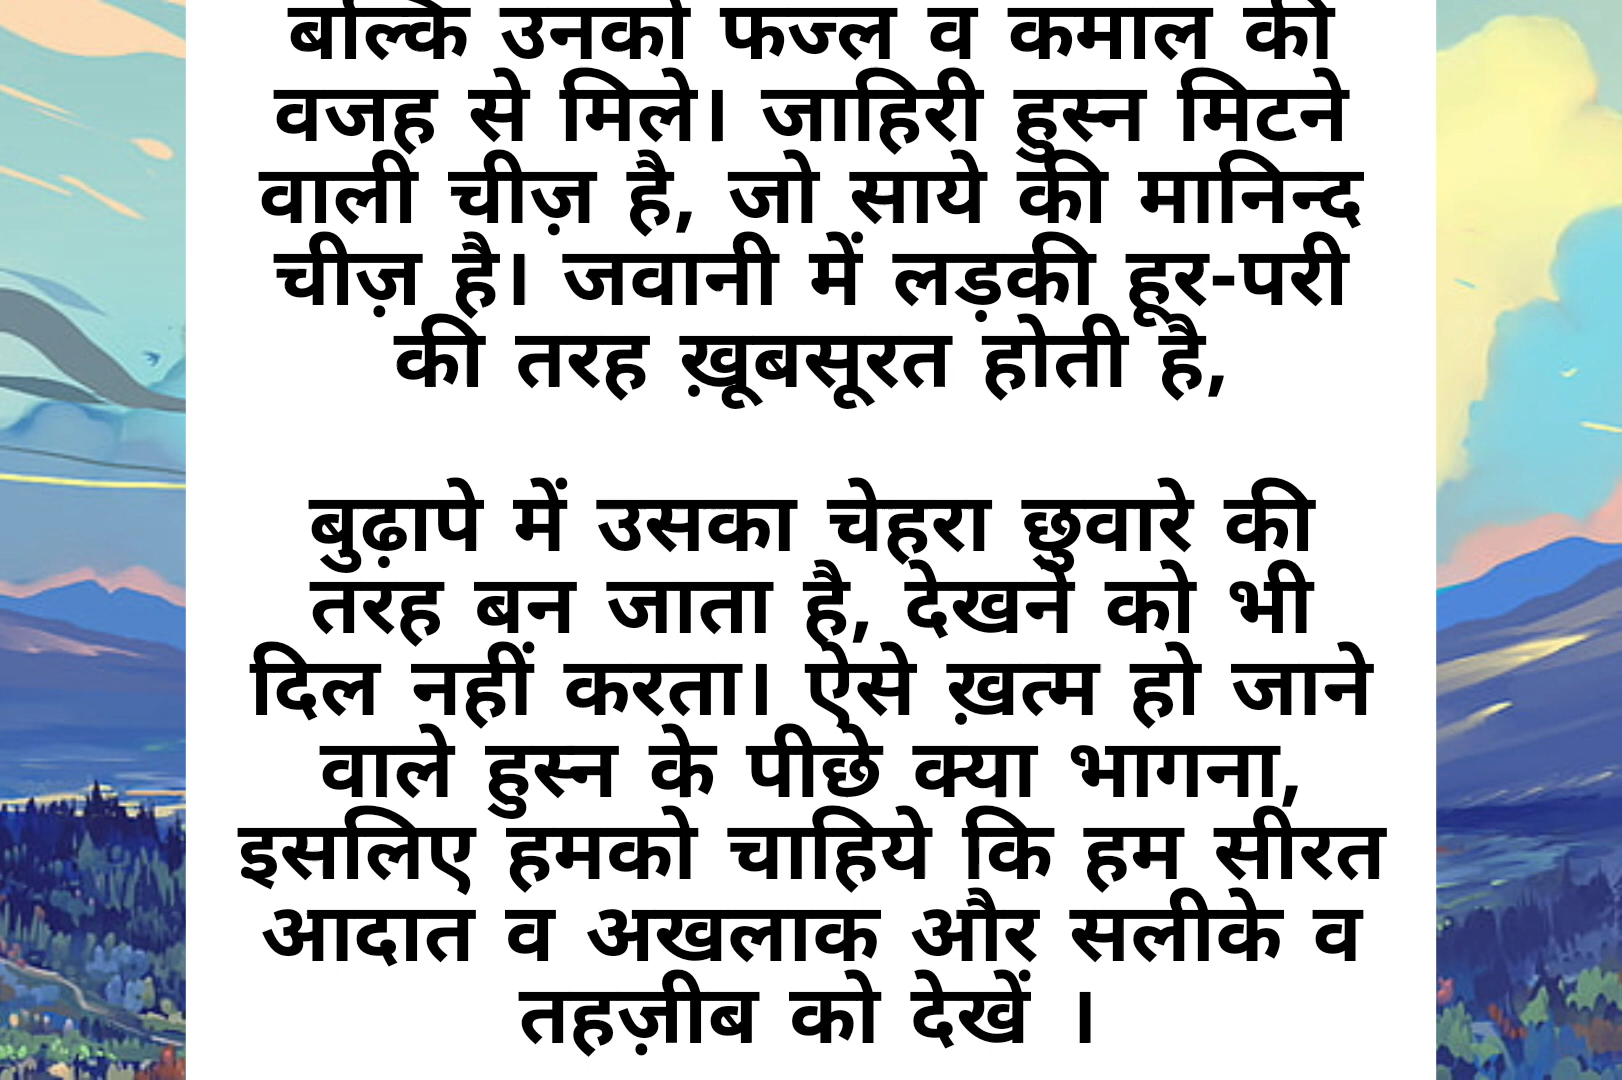 बल्कि उनको फज्ल व कमाल की
वजह से मिले। जाहिरी हुस्न मिटने
वाली चीज़ है, जो साये की मानिन्द
चीज़ है। जवानी में लड़की हूर-परी
की तरह ख़ूबसूरत होती है,
बुढ़ापे में उसका चेहरा छुवारे की
तरह बन जाता है, देखने को भी
दिल नहीं करता। ऐसे ख़त्म हो जाने
वाले हुस्न के पीछे क्या भागना,
इसलिए हमको चाहिये कि हम सीरत
आदात व अखलाक और सलीके व
तहज़ीब को देखें ।